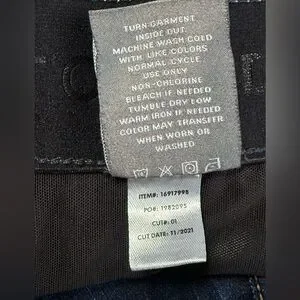 TURN GARMENT
INSIDE OUT
MACHINE WASH COLD
WITH LIKE COLORS
NORMAL CYCLE
USE ONLY
NON-CHLORINE
BLEACH IF NEEDED
TUMBLE DRY LOW
WARM IRON IF NEEDED
COLOR MAY TRANSFER
WHEN WORN OR
WASHED
ITEM#: 16917998
PO#: 1982095
CUT#: 01
CUT DATE: 11/2021